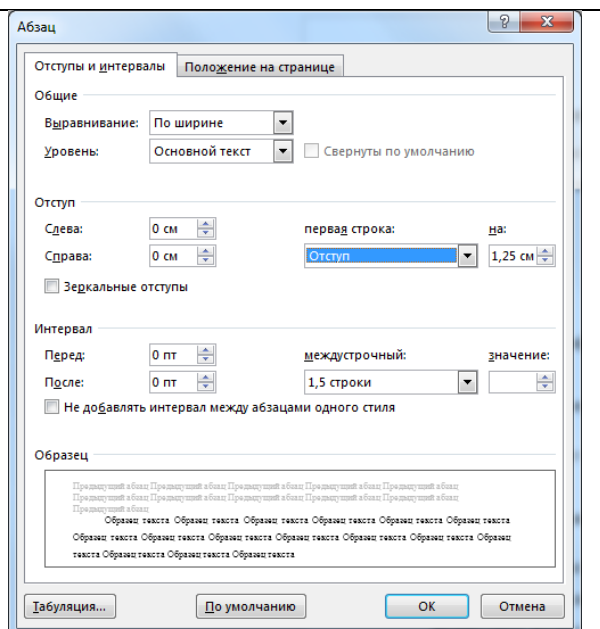 Абзац
Отступы и интервалы Положение на странице
Общие
Выравнивание: По ширине
Уровень: Основной текст Свернуты по умолчанию
Отступ
Слева: 0 см первая строка: на:
Справа: 0 см Отступ 1,25 см
Зеркальные отступы
Интервал
Перед: 0 пт междустрочный: значение:
После: 0 пт 1,5 строки
Не добавлять интервал между абзацами одного стиля
Образец
Предыдущий абзац Предыдущий абзац Предыдущий абзац Предыдущий абзац Предыдущий абзац
Предыдущий абзац Предыдущий абзац Предыдущий абзац Предыдущий абзац Предыдущий абзац
Предыдущий абзац
Образец текста Образец текста Образец текста Образец текста Образец текста Образец текста
Образец текста Образец текста Образец текста Образец текста Образец текста Образец
текста Образец текста Образец текста Образец текста
Табуляция... По умолчанию ОК Отмена